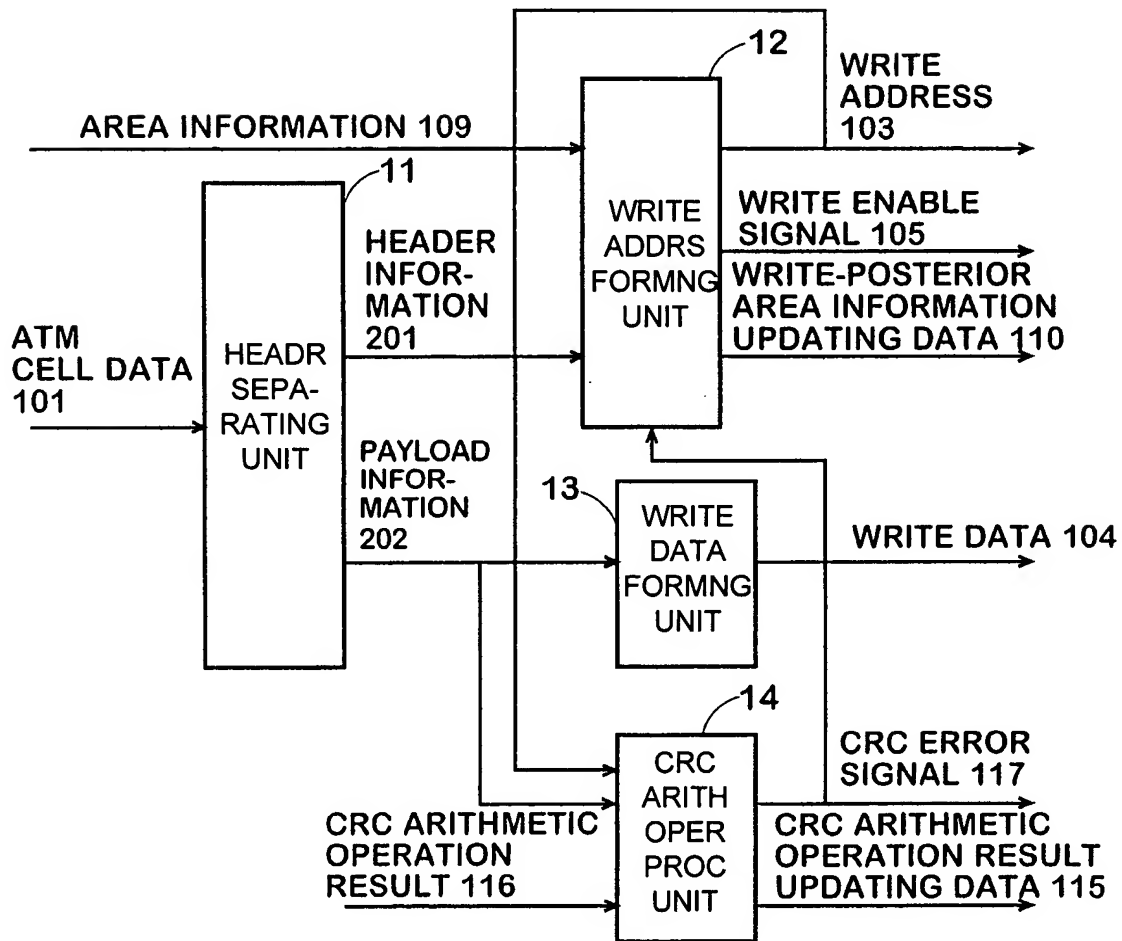 12
WRITE
ADDRESS
103
AREA INFORMATION 109
11
WRITE
ADDRS
FORMNG
UNIT
WRITE ENABLE
SIGNAL 105
HEADER
INFOR-
MATION
201
WRITE-POSTERIOR
AREA INFORMATION
UPDATING DATA 110
ATM
CELL DATA
101
HEADR
SEPA-
RATING
UNIT
PAYLOAD
INFOR-
MATION
202
13
WRITE
DATA
FORMNG
UNIT
WRITE DATA 104
14
CRC
ARITH
OPER
PROC
UNIT
CRC ERROR
SIGNAL 117
CRC ARITHMETIC
OPERATION
RESULT 116
CRC ARITHMETIC
OPERATION RESULT
UPDATING DATA 115